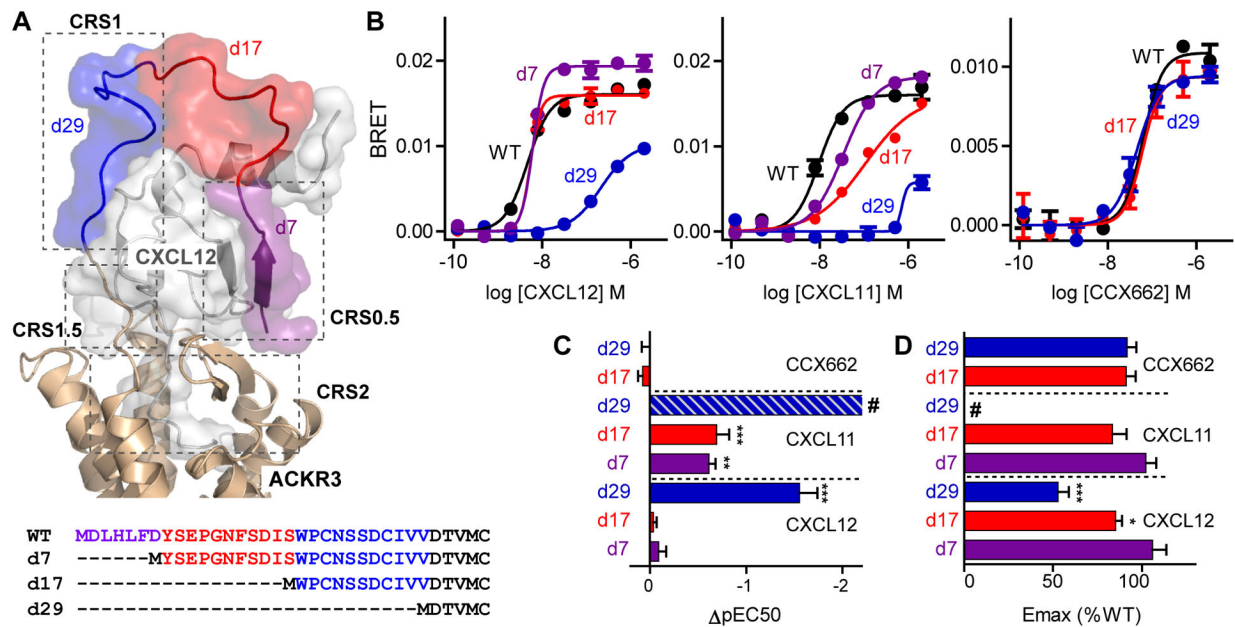 A
CRS1
d17
d29
d7
CXCL12
CRS1.5
CRS0.5
CRS2
ACKR3
WT MDLHLFDYSEPGNFSDISWPCNSSDCIVVDTVMC
d7 ------MYSEPGNFSDISWPCNSSDCIVVDTVMC
d17 ----------------MWPCNSSDCIVVDTVMC
d29 ----------------------------MDTVMC
B
BRET
0.02
0.01
0.00
d7
d17
WT
d29
-10
-8
-6
log [CXCL12] M
0.02
0.01
0.00
d7
WT
d17
d29
-10
-8
-6
log [CXCL11] M
0.010
0.005
0.000
WT
d17
d29
-10
-8
-6
log [CCX662] M
C
d29
d17
CCX662
d29
#
d17
***
CXCL11
d7
**
d29
***
d17
CXCL12
d7
0
-1
-2
ΔpEC50
D
d29
d17
CCX662
d29
#
d17
CXCL11
d7
d29
***
d17
*
CXCL12
d7
0
50
100
Emax (%WT)